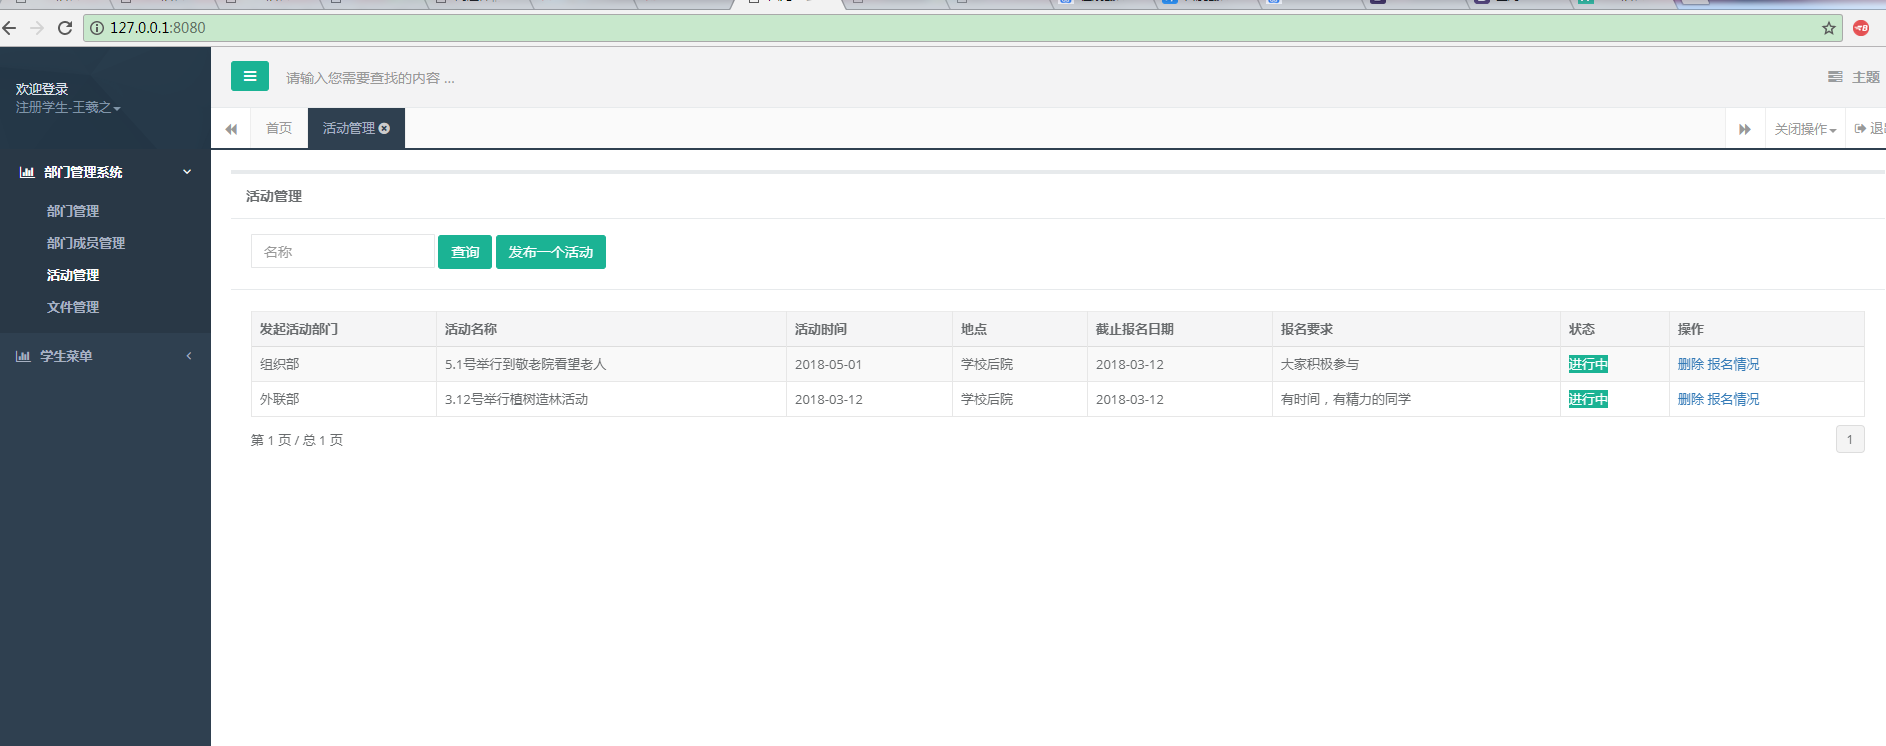 127.0.0.1:8080
欢迎登录
注册学生-王羲之
请输入您需要查找的内容 ...
主题
首页
活动管理
关闭操作
部门管理系统
部门管理
部门成员管理
活动管理
文件管理
学生菜单
活动管理
名称 查询 发布一个活动
发起活动部门 活动名称 活动时间 地点 截止报名日期 报名要求 状态 操作
组织部 5.1号举行到敬老院看望老人 2018-05-01 学校后院 2018-03-12 大家积极参与 进行中 删除 报名情况
外联部 3.12号举行植树造林活动 2018-03-12 学校后院 2018-03-12 有时间，有精力的同学 进行中 删除 报名情况
第 1 页 / 总 1 页
1